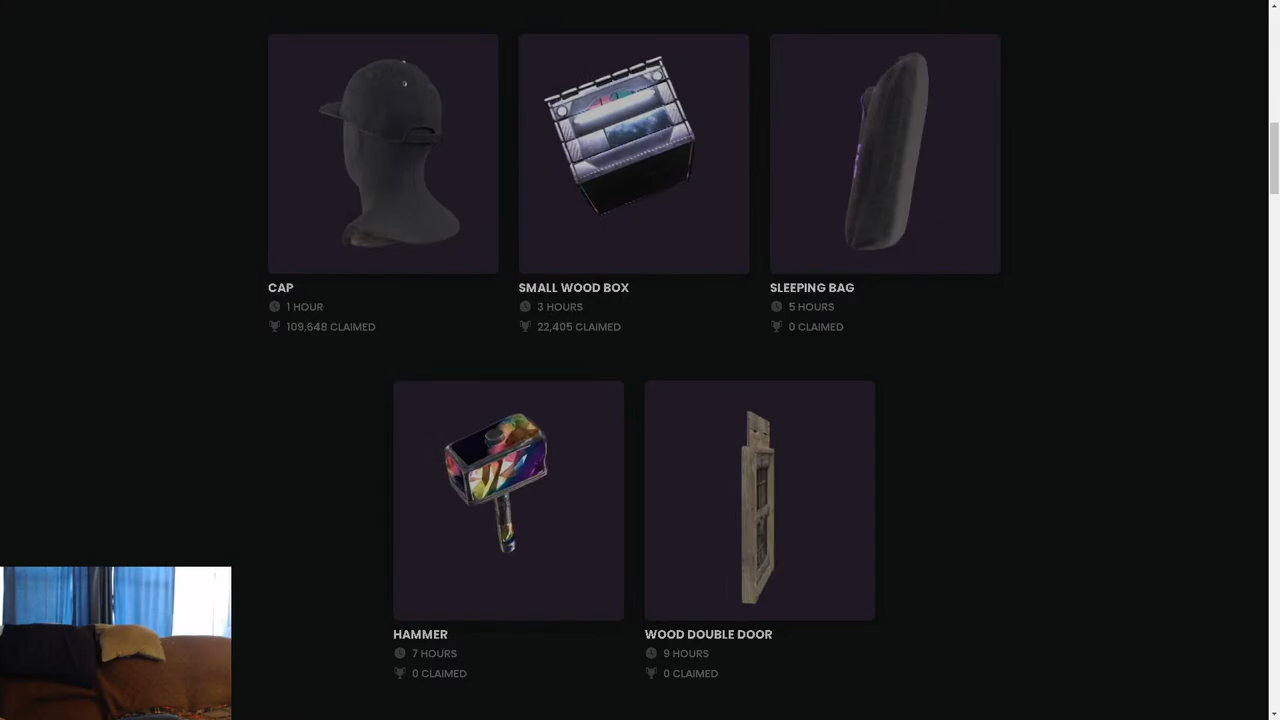 CAP
1 HOUR
109,648 CLAIMED
SMALL WOOD BOX
3 HOURS
22,405 CLAIMED
SLEEPING BAG
5 HOURS
0 CLAIMED
HAMMER
7 HOURS
0 CLAIMED
WOOD DOUBLE DOOR
9 HOURS
0 CLAIMED